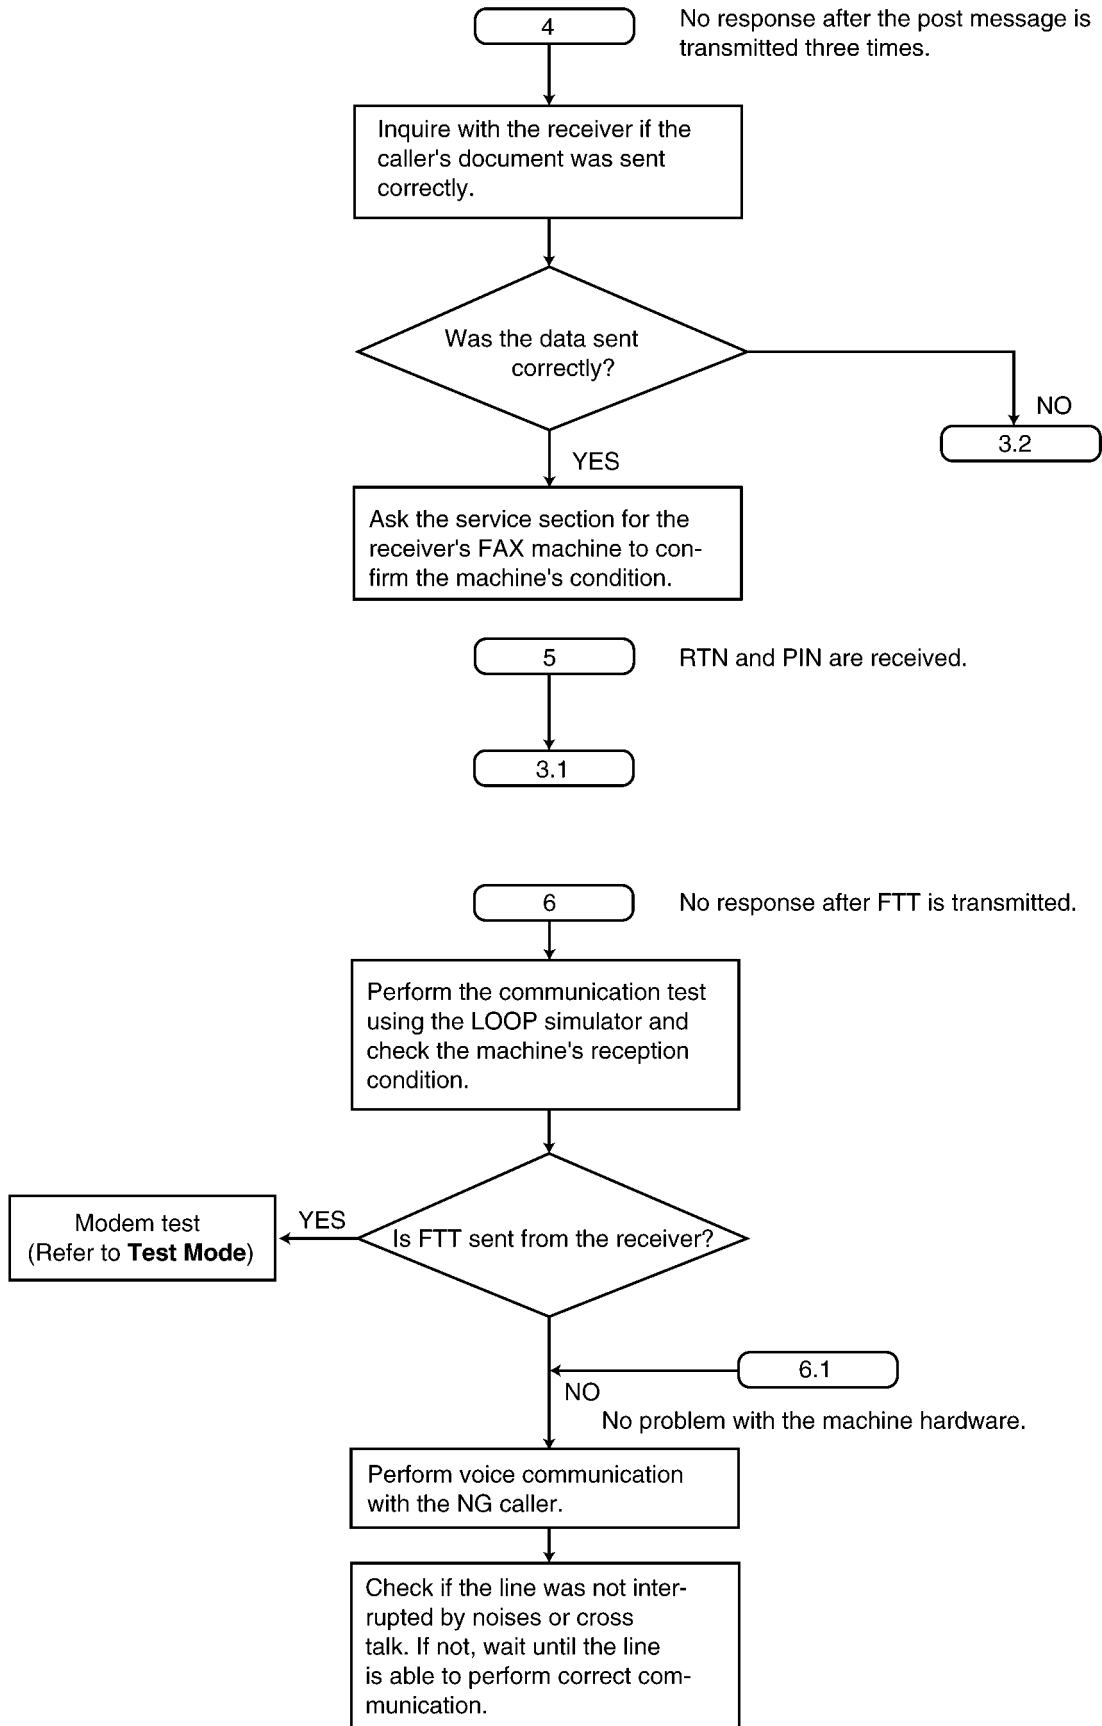 4
No response after the post message is
transmitted three times.
Inquire with the receiver if the
caller's document was sent
correctly.
Was the data sent
correctly?
NO
3.2
YES
Ask the service section for the
receiver's FAX machine to con-
firm the machine's condition.
5
RTN and PIN are received.
3.1
6
No response after FTT is transmitted.
Perform the communication test
using the LOOP simulator and
check the machine's reception
condition.
Is FTT sent from the receiver?
YES
Modem test
(Refer to Test Mode)
6.1
NO
No problem with the machine hardware.
Perform voice communication
with the NG caller.
Check if the line was not inter-
rupted by noises or cross
talk. If not, wait until the line
is able to perform correct com-
munication.